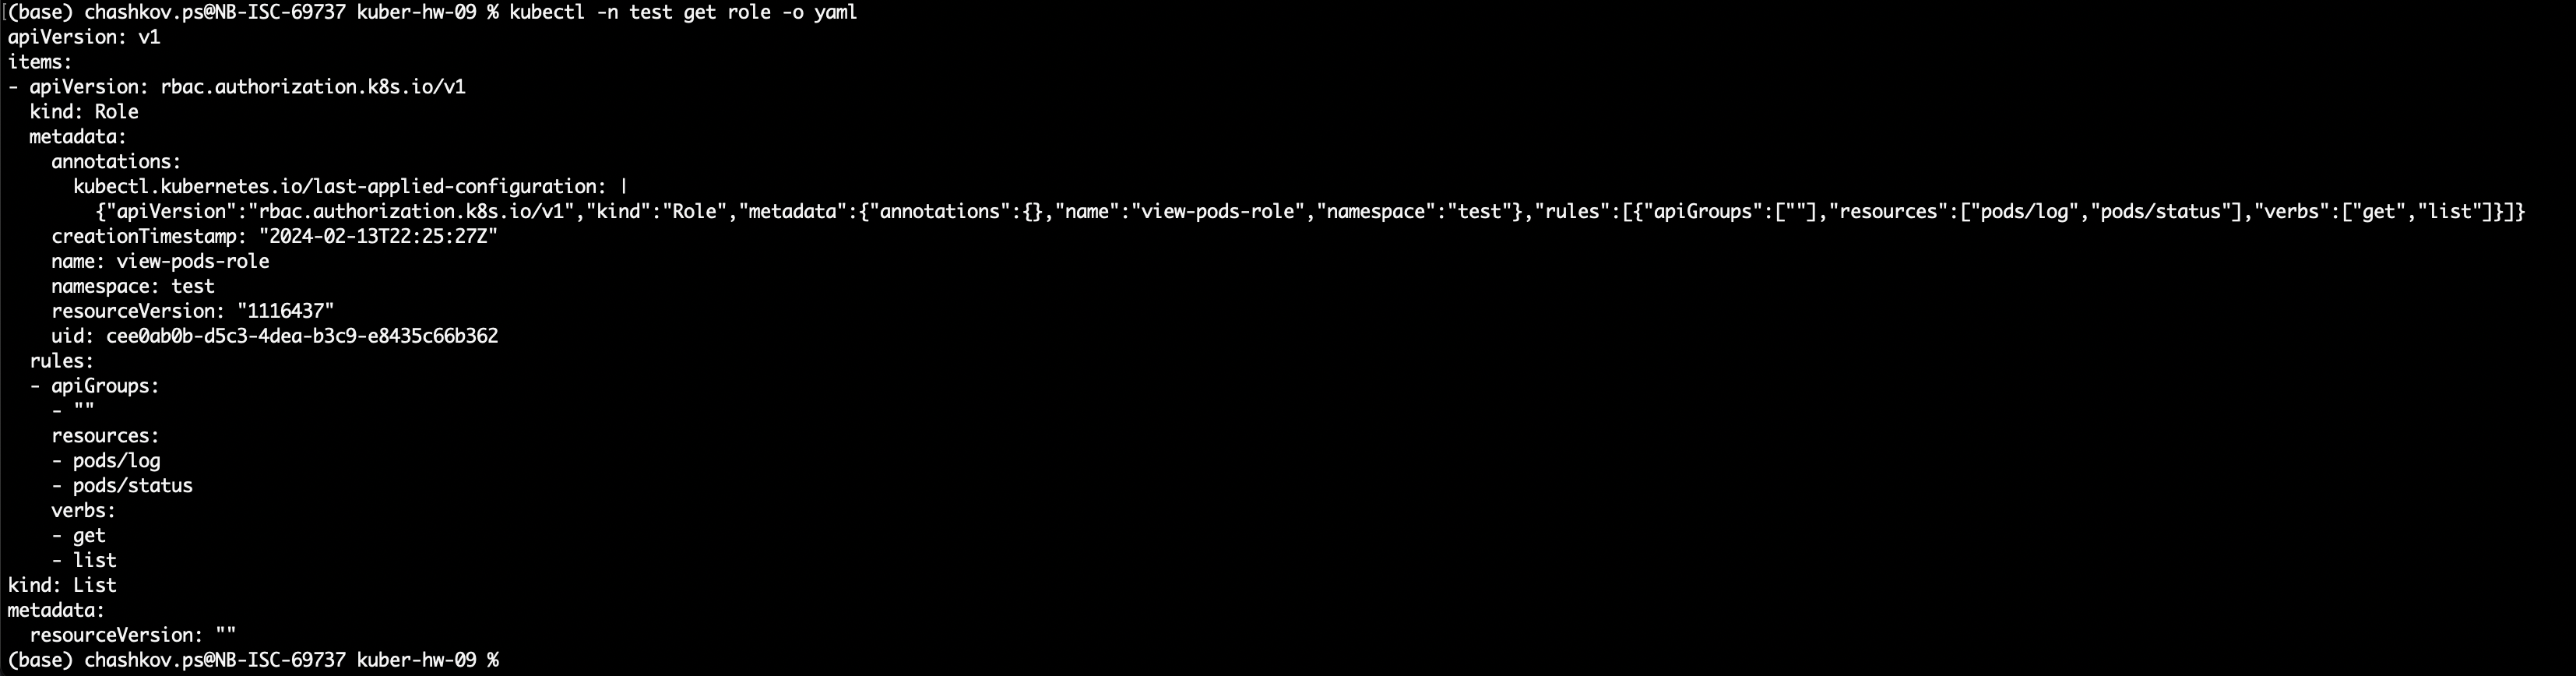 (base) chashkov.ps@NB-ISC-69737 kuber-hw-09 % kubectl -n test get role -o yaml
apiVersion: v1
items:
- apiVersion: rbac.authorization.k8s.io/v1
  kind: Role
  metadata:
    annotations:
      kubectl.kubernetes.io/last-applied-configuration: |
        {"apiVersion":"rbac.authorization.k8s.io/v1","kind":"Role","metadata":{"annotations":{},"name":"view-pods-role","namespace":"test"},"rules":[{"apiGroups":[""],"resources":["pods/log","pods/status"],"verbs":["get","list"]}]}
    creationTimestamp: "2024-02-13T22:25:27Z"
    name: view-pods-role
    namespace: test
    resourceVersion: "1116437"
    uid: cee0ab0b-d5c3-4dea-b3c9-e8435c66b362
  rules:
  - apiGroups:
    - ""
    resources:
    - pods/log
    - pods/status
    verbs:
    - get
    - list
kind: List
metadata:
  resourceVersion: ""
(base) chashkov.ps@NB-ISC-69737 kuber-hw-09 %